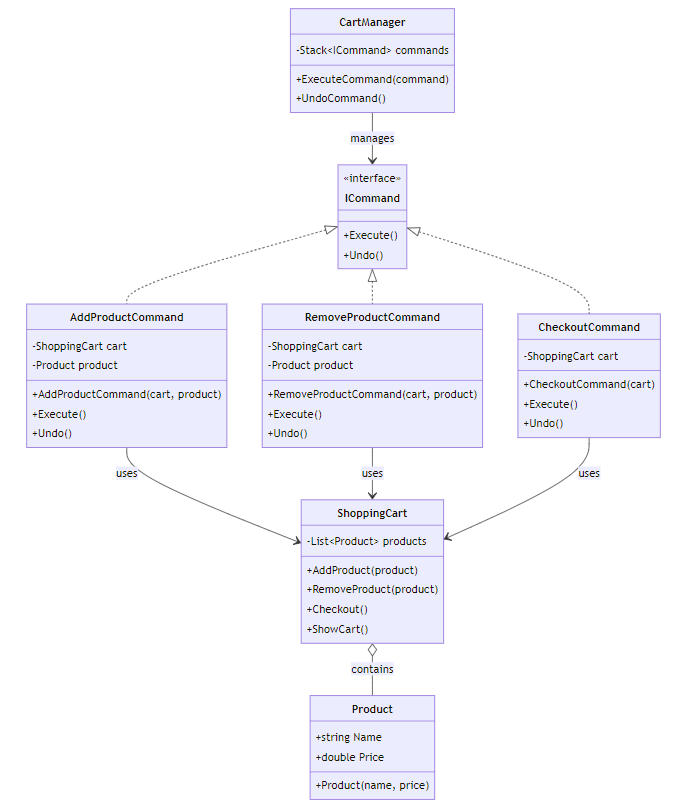 CartManager
-Stack<ICommand> commands
+ExecuteCommand(command)
+UndoCommand()
manages
«interface»
ICommand
+Execute()
+Undo()
AddProductCommand
-ShoppingCart cart
-Product product
+AddProductCommand(cart, product)
+Execute()
+Undo()
RemoveProductCommand
-ShoppingCart cart
-Product product
+RemoveProductCommand(cart, product)
+Execute()
+Undo()
CheckoutCommand
-ShoppingCart cart
+CheckoutCommand(cart)
+Execute()
+Undo()
uses
uses
uses
ShoppingCart
-List<Product> products
+AddProduct(product)
+RemoveProduct(product)
+Checkout()
+ShowCart()
contains
Product
+string Name
+double Price
+Product(name, price)